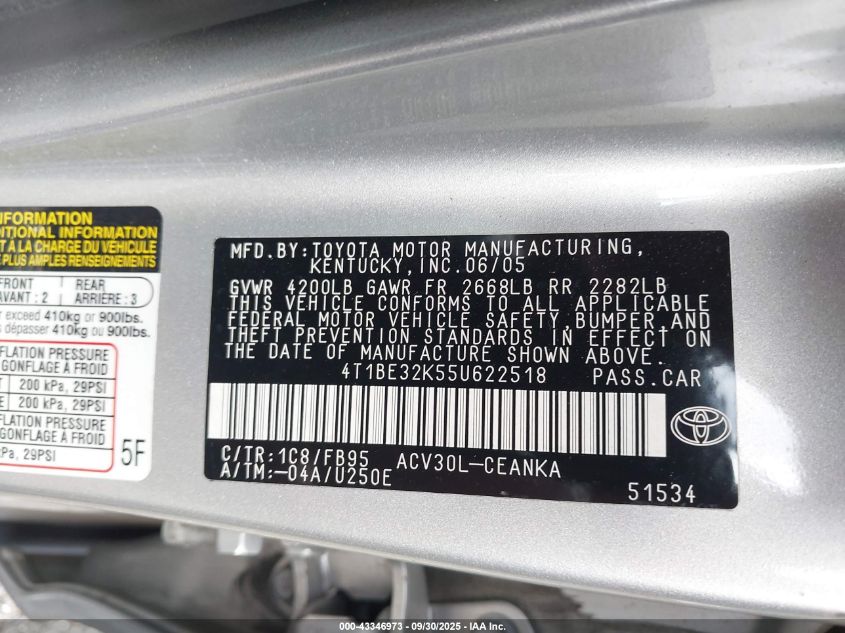 INFORMATION
DITIONAL INFORMATION
T À LA CHARGE DU VÉHICULE
E PLUS AMPLES RENSEIGNEMENTS
FRONT
AVANT : 2
REAR
ARRIÈRE : 3
exceed 410kg or 900lbs.
s dépasser 410kg ou 900lbs.
FLATION PRESSURE
GONFLAGE À FROID
200 kPa, 29PSI
E 200 kPa, 29PSI
FLATION PRESSURE
GONFLAGE À FROID
kPa, 29PSI
5F
MFD.BY:TOYOTA MOTOR MANUFACTURING,
KENTUCKY,INC.06/05
GVWR 4200LB GAWR FR 2668LB RR 2282LB
THIS VEHICLE CONFORMS TO ALL APPLICABLE
FEDERAL MOTOR VEHICLE SAFETY,BUMPER,AND
THEFT PREVENTION STANDARDS IN EFFECT ON
THE DATE OF MANUFACTURE SHOWN ABOVE.
4T1BE32K55U622518 PASS.CAR
C/TR:1C8/FB95 ACV30L-CEANKA
A/TM:-04A/U250E
51534
000-43346973 - 09/30/2025 - IAA Inc.